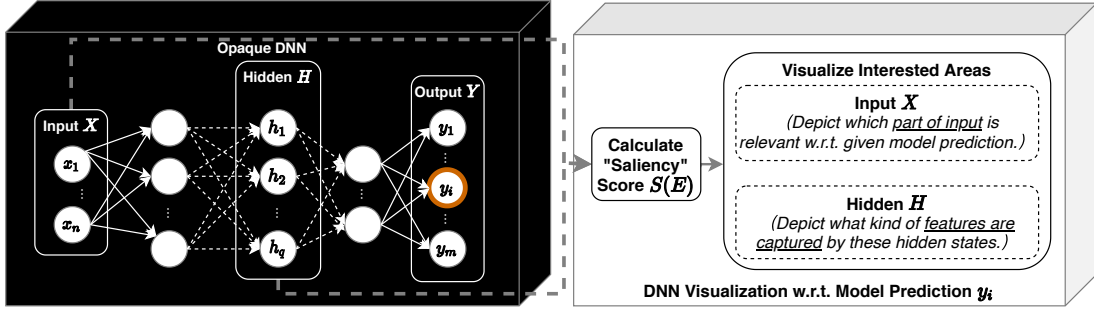 Opaque DNN
Input X
x₁
⋮
xₙ
⋮
Hidden H
h₁
h₂
⋮
h_q
⋮
Output Y
y₁
⋮
yᵢ
⋮
yₘ
Calculate
"Saliency"
Score S(E)
Visualize Interested Areas
Input X
(Depict which part of input is
relevant w.r.t. given model prediction.)
Hidden H
(Depict what kind of features are
captured by these hidden states.)
DNN Visualization w.r.t. Model Prediction yᵢ